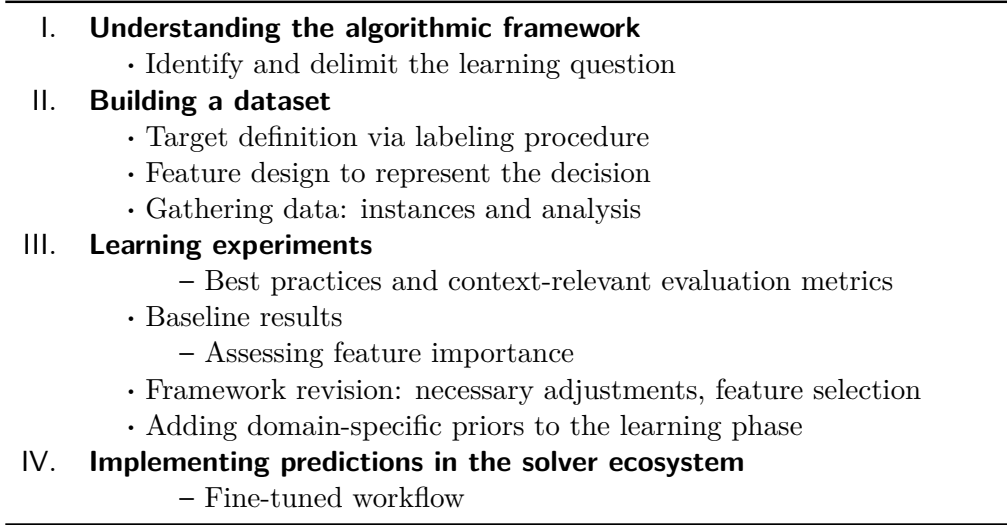 I. Understanding the algorithmic framework
· Identify and delimit the learning question
II. Building a dataset
· Target definition via labeling procedure
· Feature design to represent the decision
· Gathering data: instances and analysis
III. Learning experiments
– Best practices and context-relevant evaluation metrics
· Baseline results
– Assessing feature importance
· Framework revision: necessary adjustments, feature selection
· Adding domain-specific priors to the learning phase
IV. Implementing predictions in the solver ecosystem
– Fine-tuned workflow